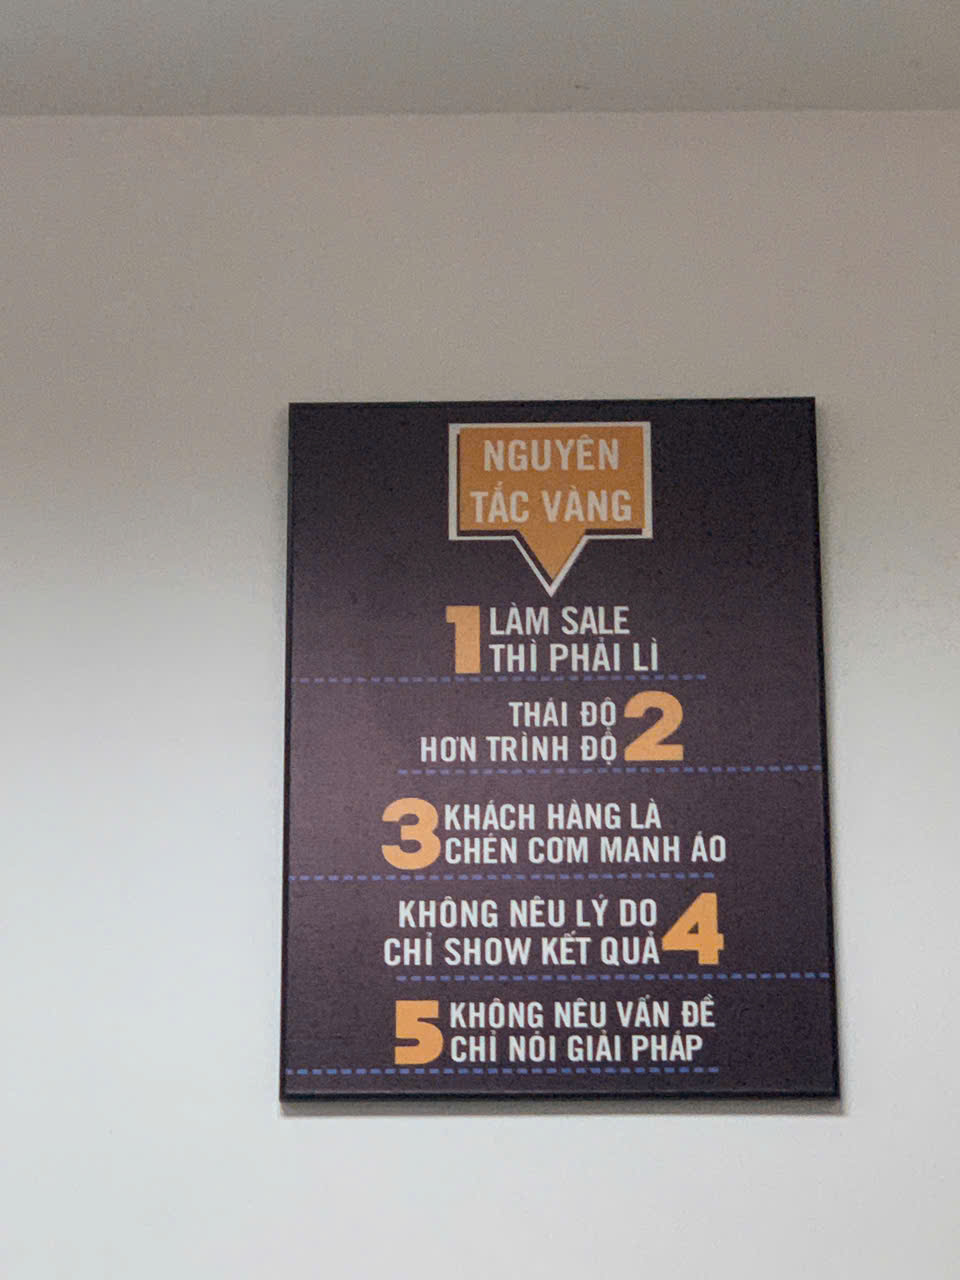 NGUYÊN
TẮC VÀNG
1 LÀM SALE
THÌ PHẢI LÌ
THÁI ĐỘ 2
HƠN TRÌNH ĐỘ
3 KHÁCH HÀNG LÀ
CHÉN CƠM MANH ÁO
KHÔNG NÊU LÝ DO 4
CHỈ SHOW KẾT QUẢ
5 KHÔNG NÊU VẤN ĐỀ
CHỈ NÓI GIẢI PHÁP